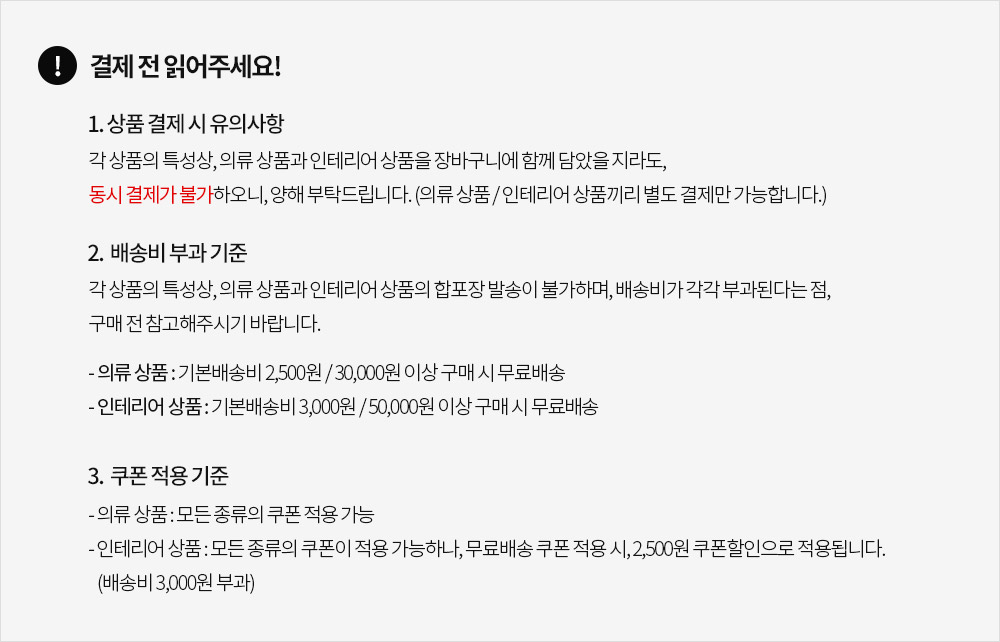 ! 결제 전 읽어주세요!
1. 상품 결제 시 유의사항
각 상품의 특성상, 의류 상품과 인테리어 상품을 장바구니에 함께 담았을 지라도,
동시 결제가 불가하오니, 양해 부탁드립니다. (의류 상품 / 인테리어 상품끼리 별도 결제만 가능합니다.)
2. 배송비 부과 기준
각 상품의 특성상, 의류 상품과 인테리어 상품의 합포장 발송이 불가하며, 배송비가 각각 부과된다는 점,
구매 전 참고해주시기 바랍니다.
- 의류 상품 : 기본배송비 2,500원 / 30,000원 이상 구매 시 무료배송
- 인테리어 상품 : 기본배송비 3,000원 / 50,000원 이상 구매 시 무료배송
3. 쿠폰 적용 기준
- 의류 상품 : 모든 종류의 쿠폰 적용 가능
- 인테리어 상품 : 모든 종류의 쿠폰이 적용 가능하나, 무료배송 쿠폰 적용 시, 2,500원 쿠폰할인으로 적용됩니다.
(배송비 3,000원 부과)